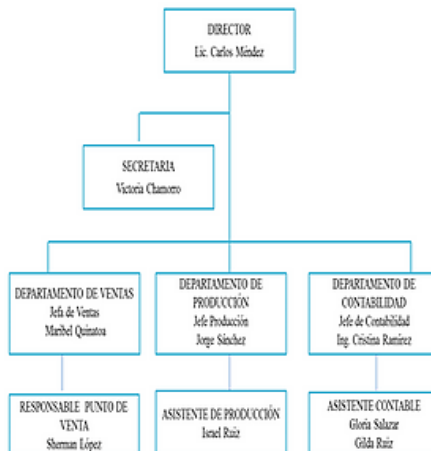 DIRECTOR
Lic. Carlos Méndez
SECRETARIA
Victoria Chamorro
DEPARTAMENTO DE VENTAS
Jefa de Ventas
Maribel Quinatoa
DEPARTAMENTO DE
PRODUCCIÓN
Jefe Producción
Jorge Sánchez
DEPARTAMENTO DE
CONTABILIDAD
Jefe de Contabilidad
Ing. Cristina Ramirez
RESPONSABLE PUNTO DE
VENTA
Sherman López
ASISTENTE DE PRODUCCIÓN
Israel Ruiz
ASISTENTE CONTABLE
Gloria Salazar
Gilda Ruiz